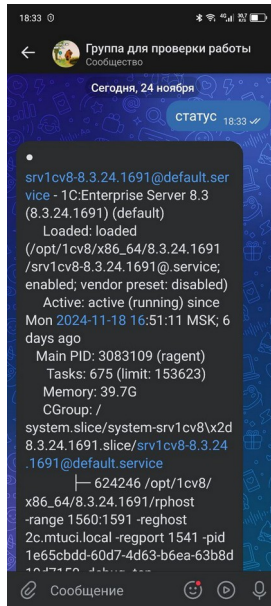 18:33
Группа для проверки работы
Сообщество
Сегодня, 24 ноября
статус 18:33
srv1cv8-8.3.24.1691@default.ser
vice - 1C:Enterprise Server 8.3
(8.3.24.1691) (default)
Loaded: loaded
(/opt/1cv8/x86_64/8.3.24.1691
/srv1cv8-8.3.24.1691@.service;
enabled; vendor preset: disabled)
Active: active (running) since
Mon 2024-11-18 16:51:11 MSK; 6
days ago
Main PID: 3083109 (ragent)
Tasks: 675 (limit: 153623)
Memory: 39.7G
CGroup: /
system.slice/system-srv1cv8\x2d
8.3.24.1691.slice/srv1cv8-8.3.24
.1691@default.service
├─ 624246 /opt/1cv8/
x86_64/8.3.24.1691/rphost
-range 1560:1591 -reghost
2c.mtuci.local -regport 1541 -pid
1e65cbdd-60d7-4d63-b6ea-63b8d
Сообщение